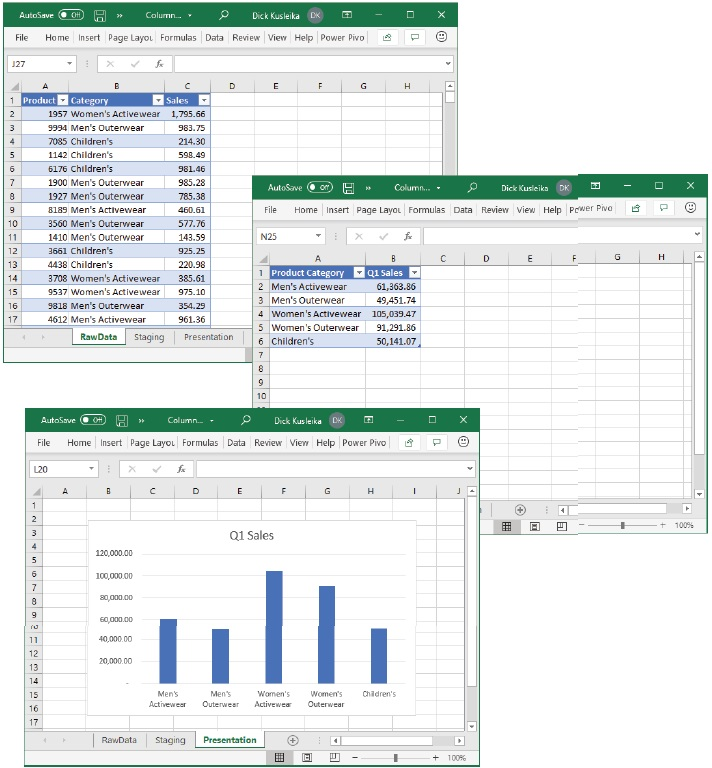 AutoSave Off » Column... Dick Kusleika DK
File Home Insert Page Layou Formulas Data Review View Help Power Pivo
J27 fx
A B C D E F G H
1 Product Category Sales
2 1957 Women's Activewear 1,795.66
3 9994 Men's Outerwear 983.75
4 7085 Children's 214.30
5 1142 Children's 598.49
6 6176 Children's 981.46
7 1900 Men's Outerwear 985.28
8 1927 Men's Outerwear 785.38
9 8189 Men's Activewear 460.61
10 3560 Men's Outerwear 577.76
11 1410 Men's Outerwear 143.59
12 3661 Children's 925.25
13 4438 Children's 220.98
14 3708 Women's Activewear 385.61
15 9537 Women's Activewear 975.10
16 9818 Men's Outerwear 354.29
17 4612 Men's Activewear 961.36
RawData Staging Presentation
AutoSave Off » Column... Dick Kusleika DK
File Home Insert Page Layou Formulas Data Review View Help Power Pivo
N25 fx
A B C D E F G H
1 Product Category Q1 Sales
2 Men's Activewear 61,363.86
3 Men's Outerwear 49,451.74
4 Women's Activewear 105,039.47
5 Women's Outerwear 91,291.86
6 Children's 50,141.07
7
8
9
10
100%
AutoSave Off » Column... Dick Kusleika DK
File Home Insert Page Layou Formulas Data Review View Help Power Pivo
L20 fx
A B C D E F G H I J
1
2
3
4
5
6
7
8
9
10
11
12
13
14
15
16
17
Q1 Sales
120,000.00
100,000.00
80,000.00
60,000.00
40,000.00
20,000.00
-
Men's Men's Women's Women's Children's
Activewear Outerwear Activewear Outerwear
RawData Staging Presentation
100%